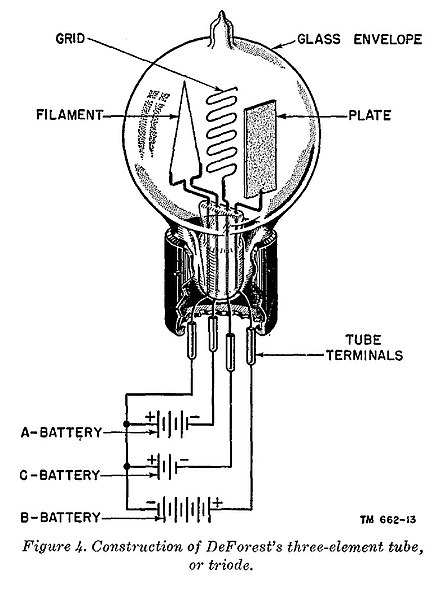 GRID
GLASS ENVELOPE
FILAMENT
PLATE
TUBE
TERMINALS
+ -
A-BATTERY
+ -
C-BATTERY
- +
B-BATTERY
TM 662-13
Figure 4. Construction of DeForest's three-element tube,
or triode.